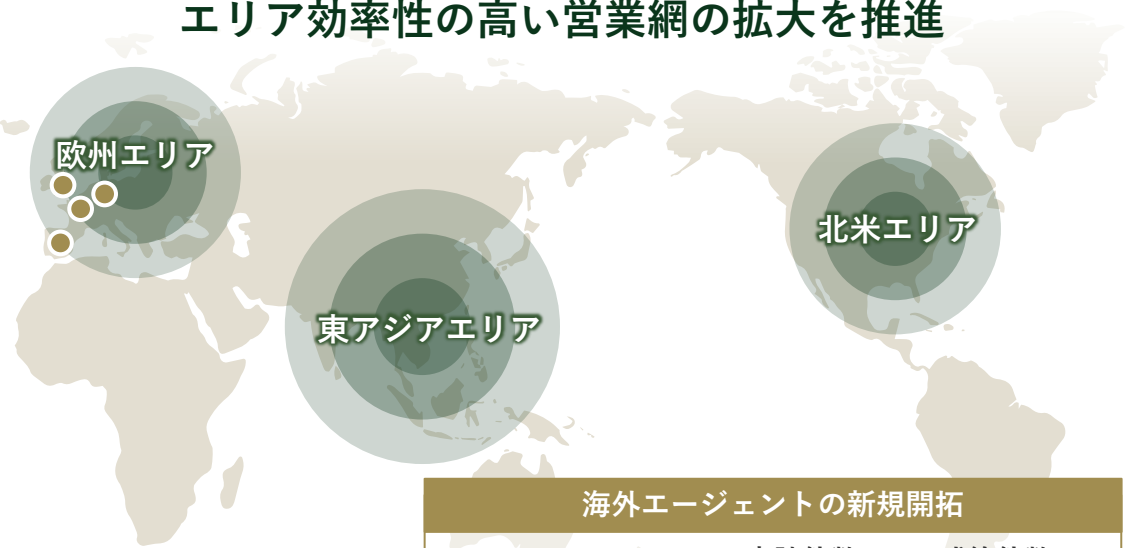 エリア効率性の高い営業網の拡大を推進
欧州エリア
北米エリア
東アジアエリア
海外エージェントの新規開拓